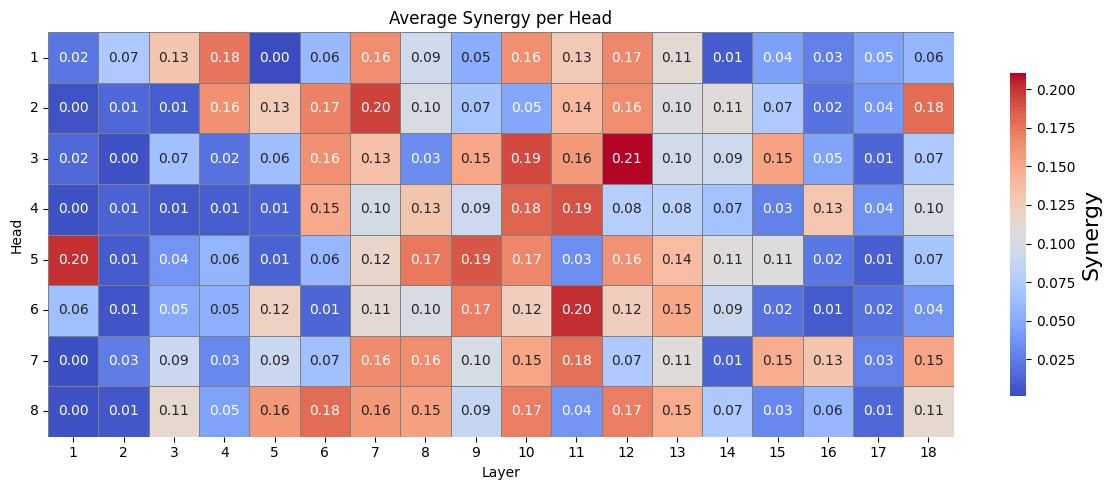 Average Synergy per Head
1 0.02 0.07 0.13 0.18 0.00 0.06 0.16 0.09 0.05 0.16 0.13 0.17 0.11 0.01 0.04 0.03 0.05 0.06
2 0.00 0.01 0.01 0.16 0.13 0.17 0.20 0.10 0.07 0.05 0.14 0.16 0.10 0.11 0.07 0.02 0.04 0.18
3 0.02 0.00 0.07 0.02 0.06 0.16 0.13 0.03 0.15 0.19 0.16 0.21 0.10 0.09 0.15 0.05 0.01 0.07
4 0.00 0.01 0.01 0.01 0.01 0.15 0.10 0.13 0.09 0.18 0.19 0.08 0.08 0.07 0.03 0.13 0.04 0.10
5 0.20 0.01 0.04 0.06 0.01 0.06 0.12 0.17 0.19 0.17 0.03 0.16 0.14 0.11 0.11 0.02 0.01 0.07
6 0.06 0.01 0.05 0.05 0.12 0.01 0.11 0.10 0.17 0.12 0.20 0.12 0.15 0.09 0.02 0.01 0.02 0.04
7 0.00 0.03 0.09 0.03 0.09 0.07 0.16 0.16 0.10 0.15 0.18 0.07 0.11 0.01 0.15 0.13 0.03 0.15
8 0.00 0.01 0.11 0.05 0.16 0.18 0.16 0.15 0.09 0.17 0.04 0.17 0.15 0.07 0.03 0.06 0.01 0.11
1 2 3 4 5 6 7 8 9 10 11 12 13 14 15 16 17 18
Layer
Head
0.200
0.175
0.150
0.125
0.100
0.075
0.050
0.025
Synergy